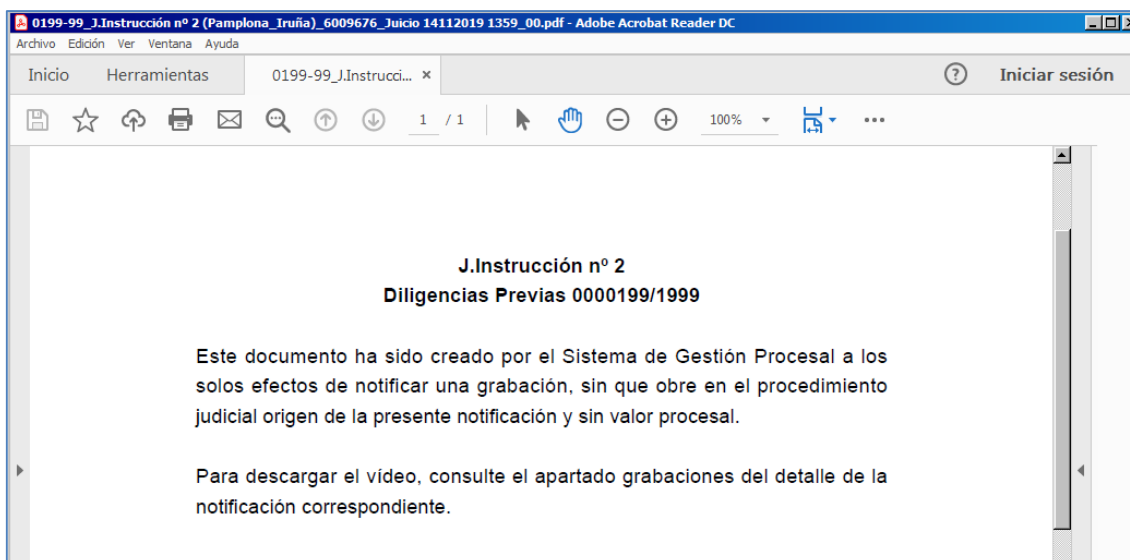 0199-99_J.Instrucción nº 2 (Pamplona_Iruña)_6009676_Juicio 14112019 1359_00.pdf - Adobe Acrobat Reader DC
Archivo Edición Ver Ventana Ayuda
Inicio Herramientas 0199-99_J.Instrucci... × ? Iniciar sesión
1 / 1 100%
J.Instrucción nº 2
Diligencias Previas 0000199/1999
Este documento ha sido creado por el Sistema de Gestión Procesal a los
solos efectos de notificar una grabación, sin que obre en el procedimiento
judicial origen de la presente notificación y sin valor procesal.
Para descargar el vídeo, consulte el apartado grabaciones del detalle de la
notificación correspondiente.